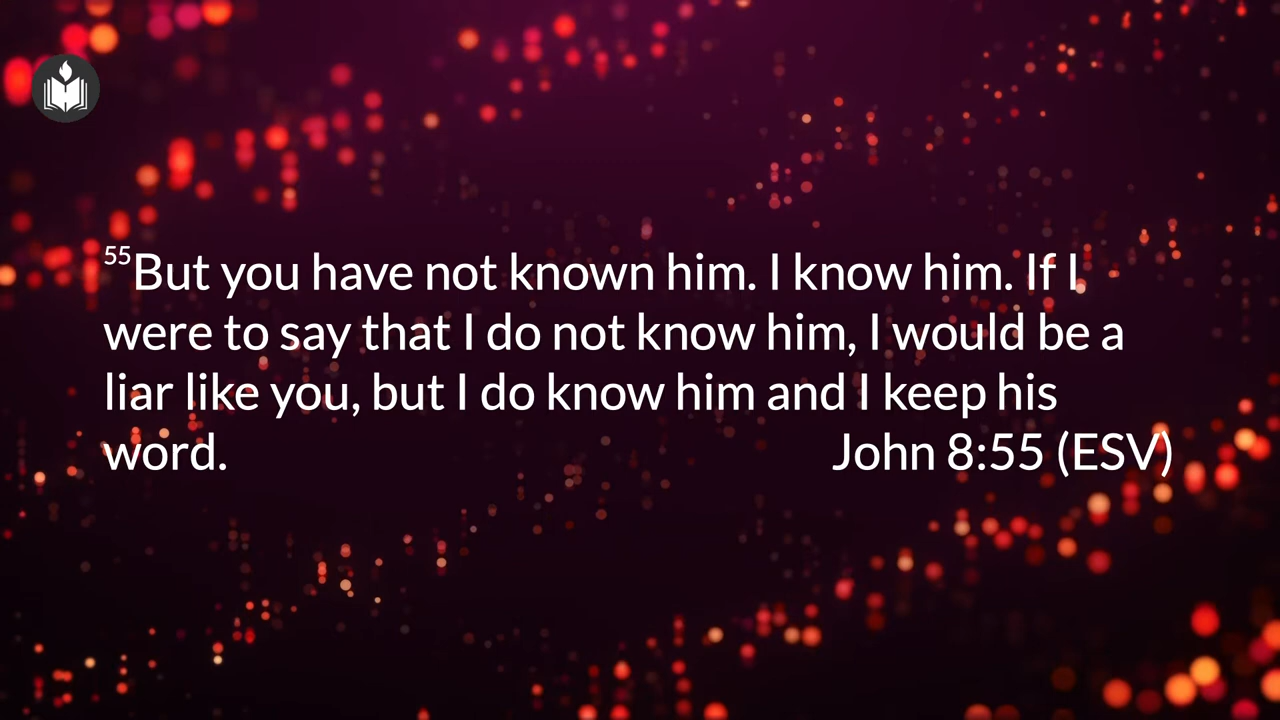 55But you have not known him. I know him. If I
were to say that I do not know him, I would be a
liar like you, but I do know him and I keep his
word. John 8:55 (ESV)